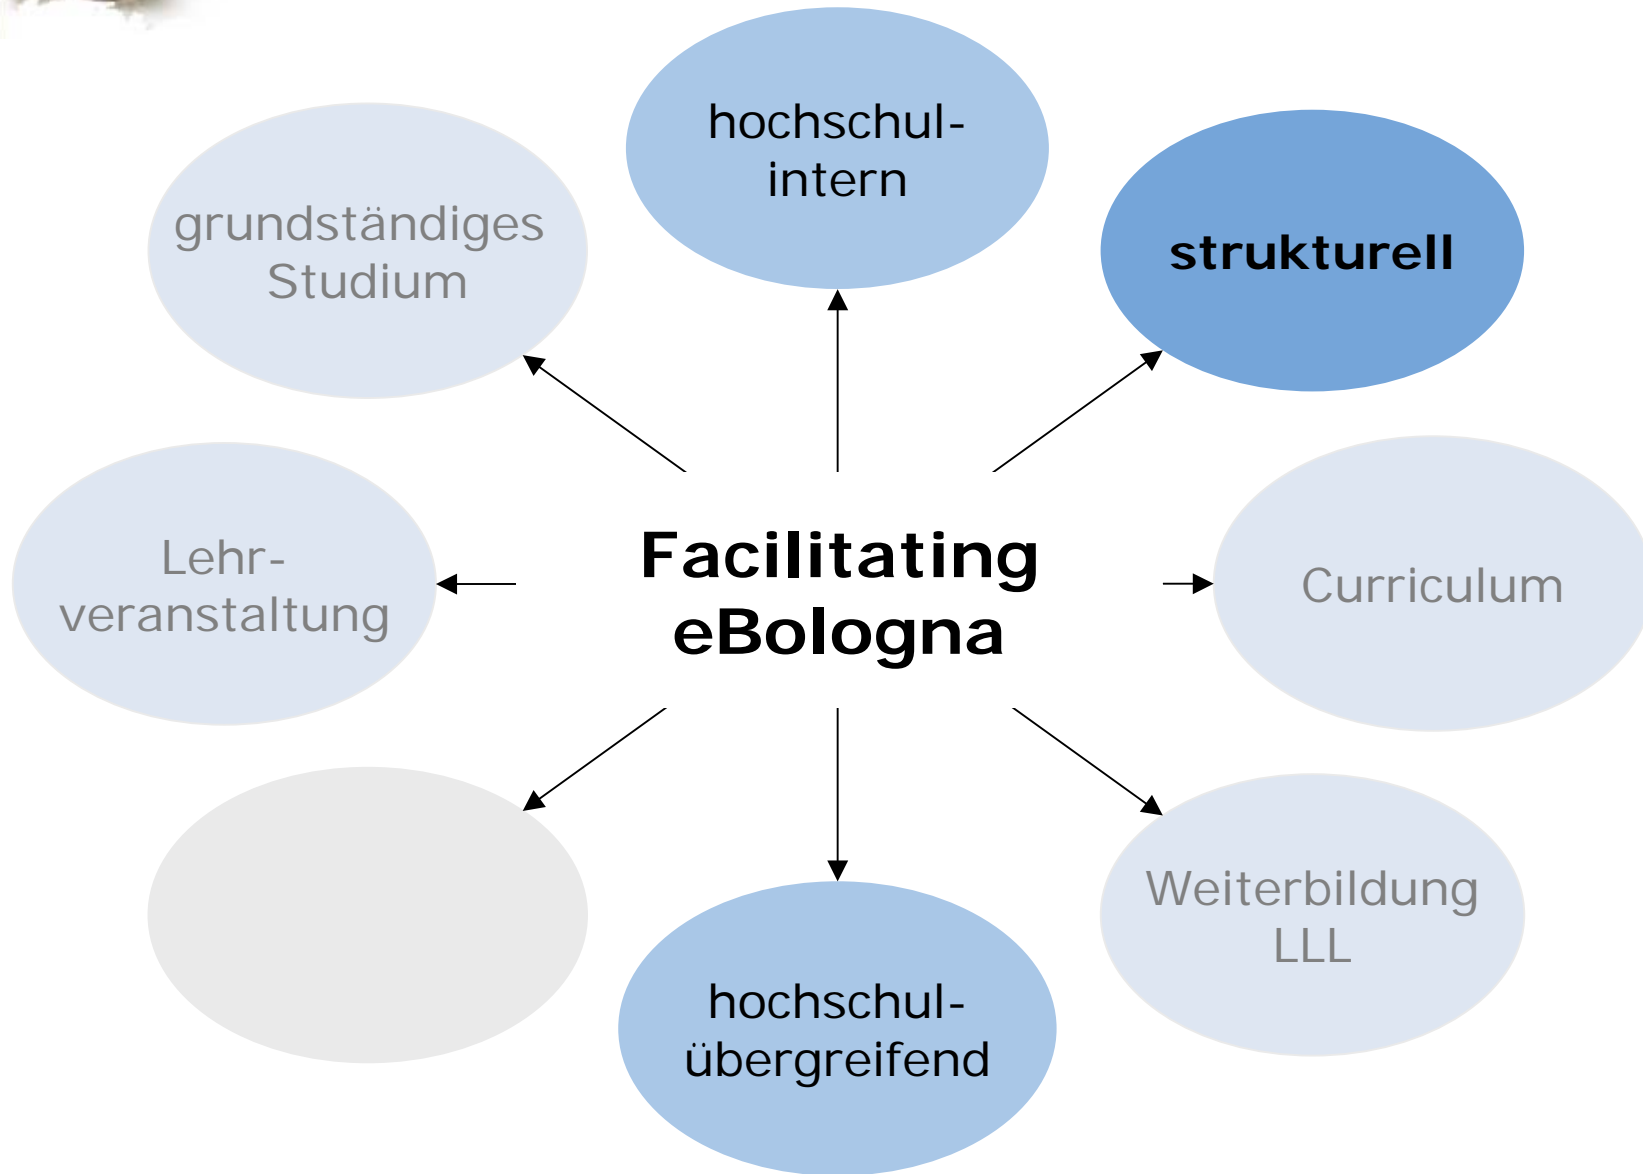 hochschul-
intern
grundständiges
Studium
strukturell
Lehr-
veranstaltung
Facilitating
eBologna
Curriculum
Weiterbildung
LLL
hochschul-
übergreifend